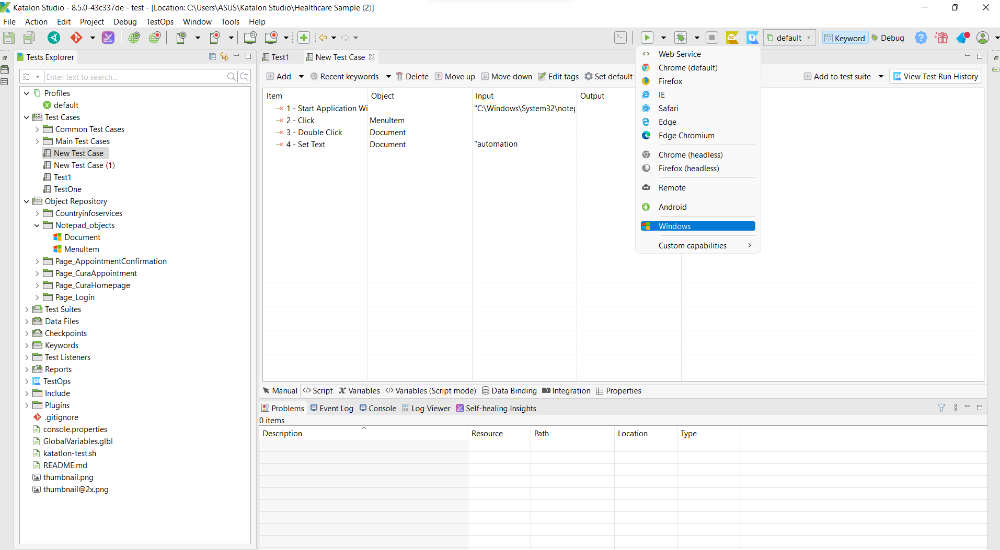 Katalon Studio - 8.5.0-43c337de - test - [Location: C:\Users\ASUS\Katalon Studio\Healthcare Sample (2)]
File Action Edit Project Debug TestOps Window Tools Help
default Keyword Debug
Tests Explorer
Enter text to search...
Profiles
default
Test Cases
Common Test Cases
Main Test Cases
New Test Case
New Test Case (1)
Test1
TestOne
Object Repository
Countryinfoservices
Notepad_objects
Document
MenuItem
Page_AppointmentConfirmation
Page_CuraAppointment
Page_CuraHomepage
Page_Login
Test Suites
Data Files
Checkpoints
Keywords
Test Listeners
Reports
TestOps
Include
Plugins
.gitignore
console.properties
GlobalVariables.glbl
katatlon-test.sh
README.md
thumbnail.png
thumbnail@2x.png
Test1 New Test Case
Add Recent keywords Delete Move up Move down Edit tags Set default Add to test suite View Test Run History
Item Object Input Output
1 - Start Application Wi "C:\Windows\System32\notep
2 - Click MenuItem
3 - Double Click Document
4 - Set Text Document "automation
Web Service
Chrome (default)
Firefox
IE
Safari
Edge
Edge Chromium
Chrome (headless)
Firefox (headless)
Remote
Android
Windows
Custom capabilities
Manual Script Variables Variables (Script mode) Data Binding Integration Properties
Problems Event Log Console Log Viewer Self-healing Insights
0 items
Description Resource Path Location Type